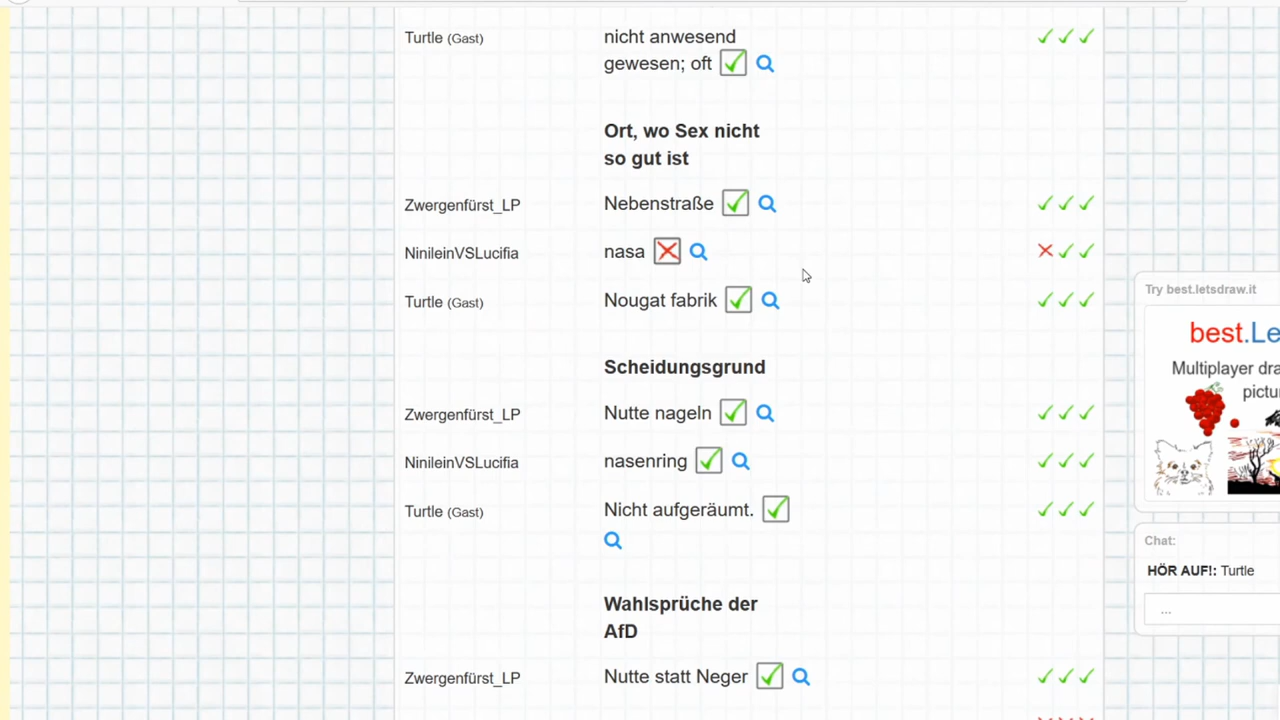 Turtle (Gast)
nicht anwesend
gewesen; oft
Ort, wo Sex nicht
so gut ist
Zwergenfürst_LP
Nebenstraße
NinileinVSLucifia
nasa
Turtle (Gast)
Nougat fabrik
Scheidungsgrund
Zwergenfürst_LP
Nutte nageln
NinileinVSLucifia
nasenring
Turtle (Gast)
Nicht aufgeräumt.
Wahlsprüche der
AfD
Zwergenfürst_LP
Nutte statt Neger
Try best.letsdraw.it
best.Le
Multiplayer dra
pictu
Chat:
HÖR AUF!: Turtle
...